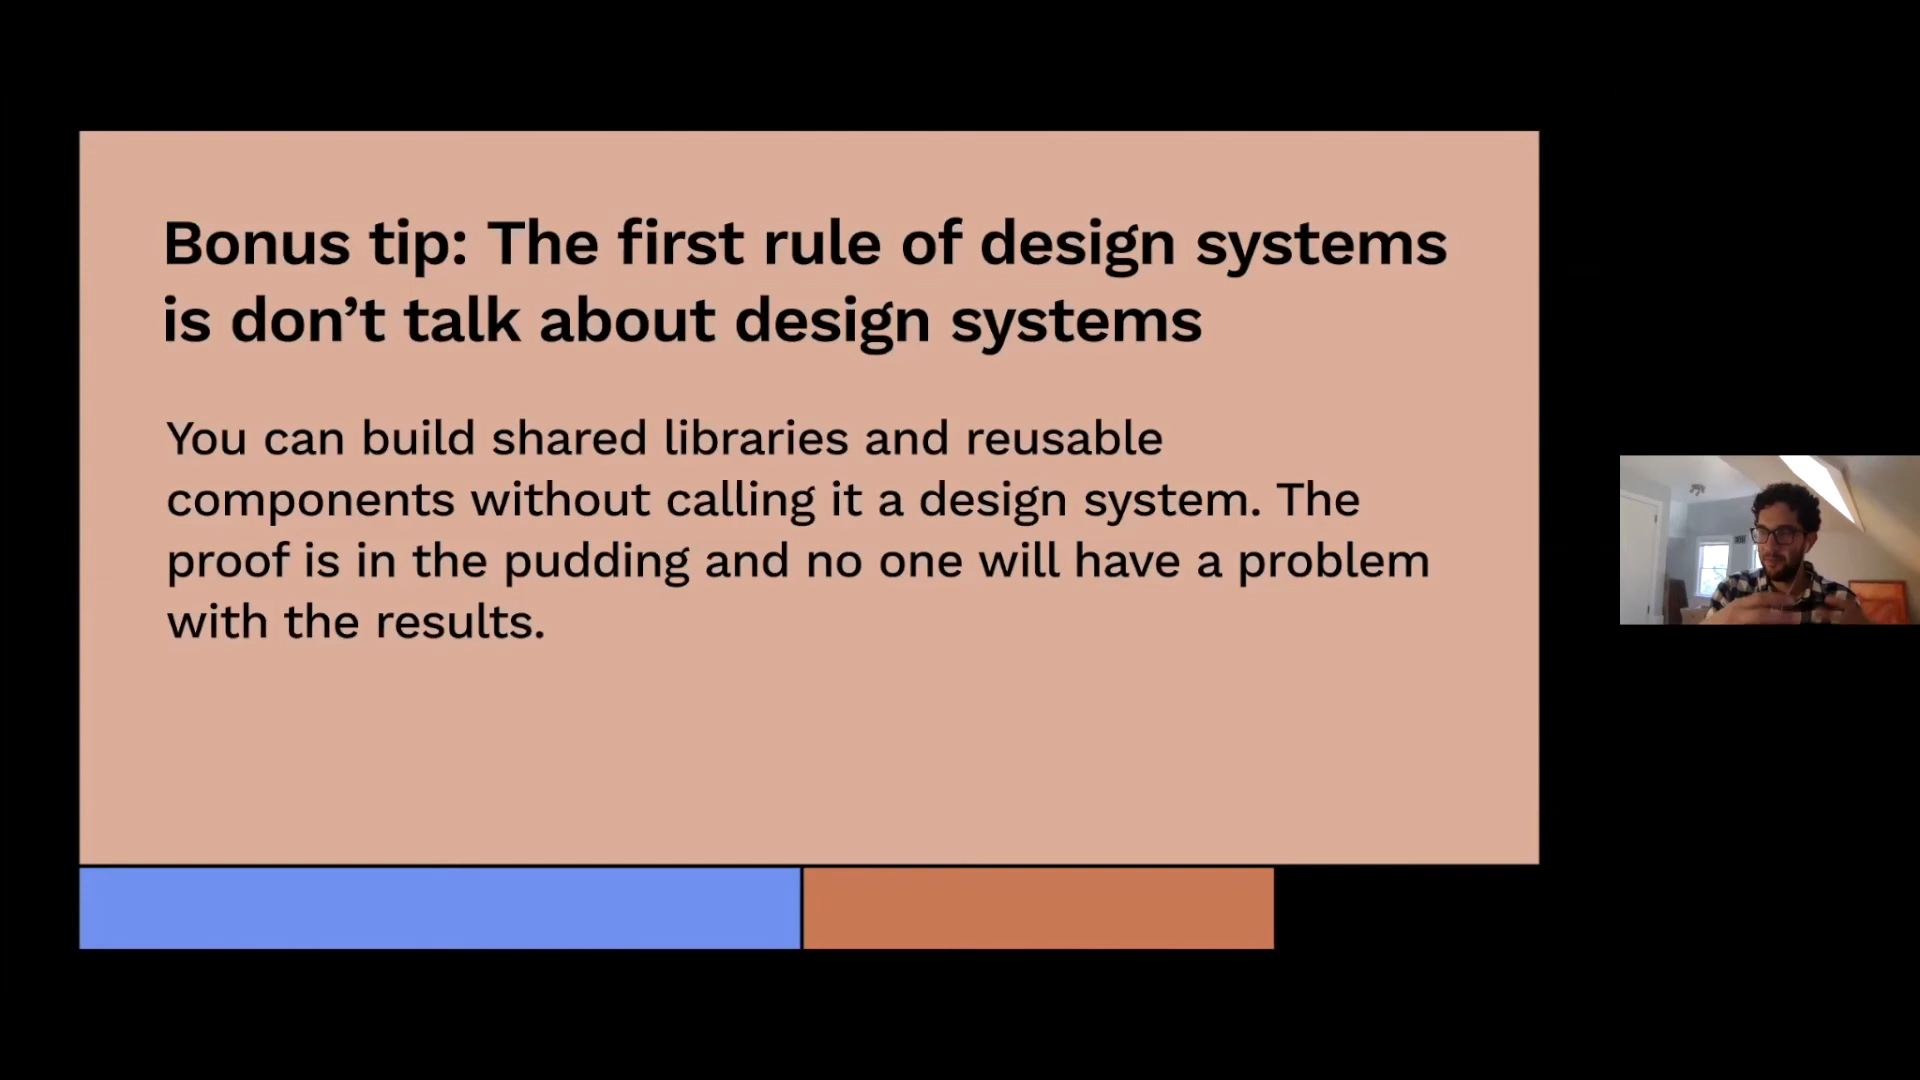 Bonus tip: The first rule of design systems
is don’t talk about design systems
You can build shared libraries and reusable
components without calling it a design system. The
proof is in the pudding and no one will have a problem
with the results.